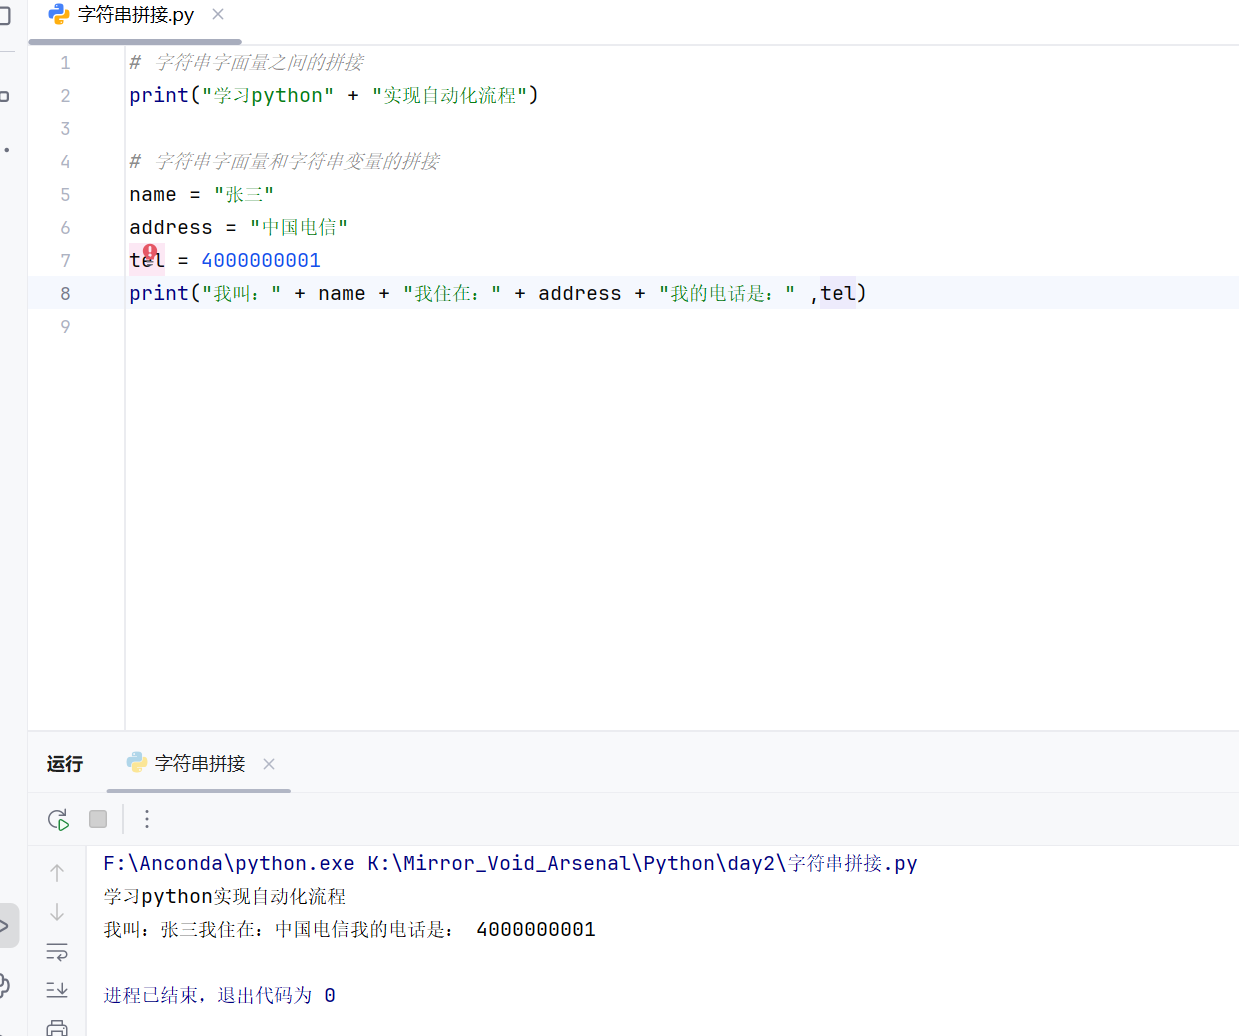 字符串拼接.py
1 # 字符串字面量之间的拼接
2 print("学习python" + "实现自动化流程")
3
4 # 字符串字面量和字符串变量的拼接
5 name = "张三"
6 address = "中国电信"
7 tel = 4000000001
8 print("我叫：" + name + "我住在：" + address + "我的电话是：" ,tel)
9
运行 字符串拼接
F:\Anconda\python.exe K:\Mirror_Void_Arsenal\Python\day2\字符串拼接.py
学习python实现自动化流程
我叫：张三我住在：中国电信我的电话是： 4000000001
进程已结束，退出代码为 0